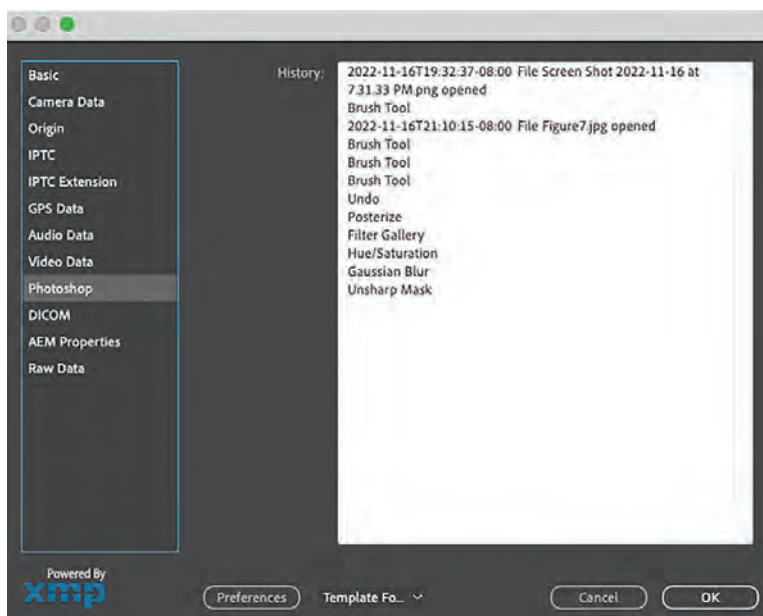 Basic
Camera Data
Origin
IPTC
IPTC Extension
GPS Data
Audio Data
Video Data
Photoshop
DICOM
AEM Properties
Raw Data
Powered By
xmp
History:
2022-11-16T19:32:37-08:00 File Screen Shot 2022-11-16 at
7.31.33 PM.png opened
Brush Tool
2022-11-16T21:10:15-08:00 File Figure7.jpg opened
Brush Tool
Brush Tool
Brush Tool
Undo
Posterize
Filter Gallery
Hue/Saturation
Gaussian Blur
Unsharp Mask
Preferences
Template Fo...
Cancel
OK